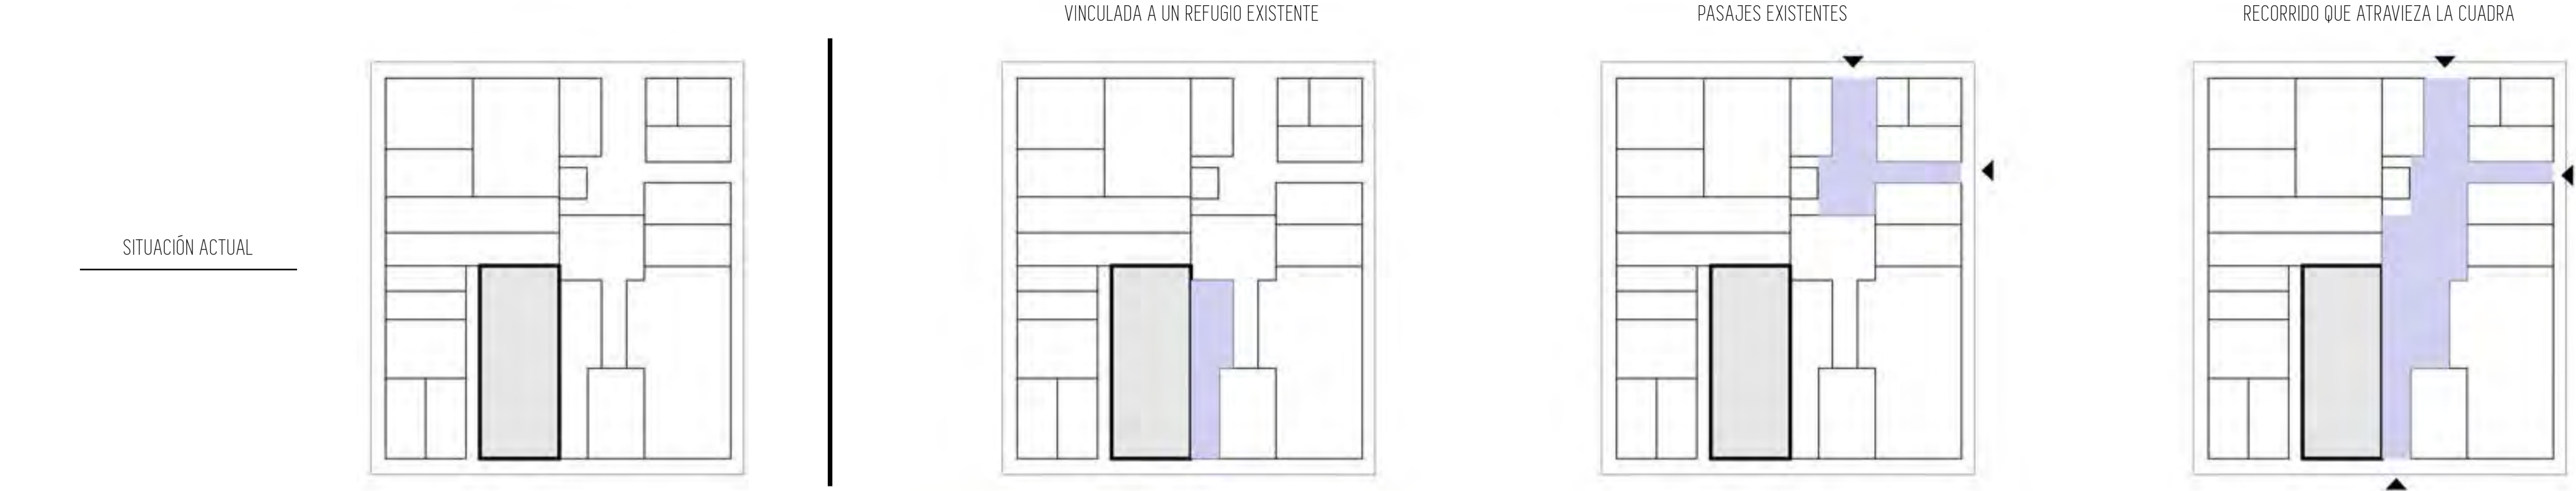 VINCULADA A UN REFUGIO EXISTENTE
PASAJES EXISTENTES
RECORRIDO QUE ATRAVIEZA LA CUADRA
SITUACIÓN ACTUAL